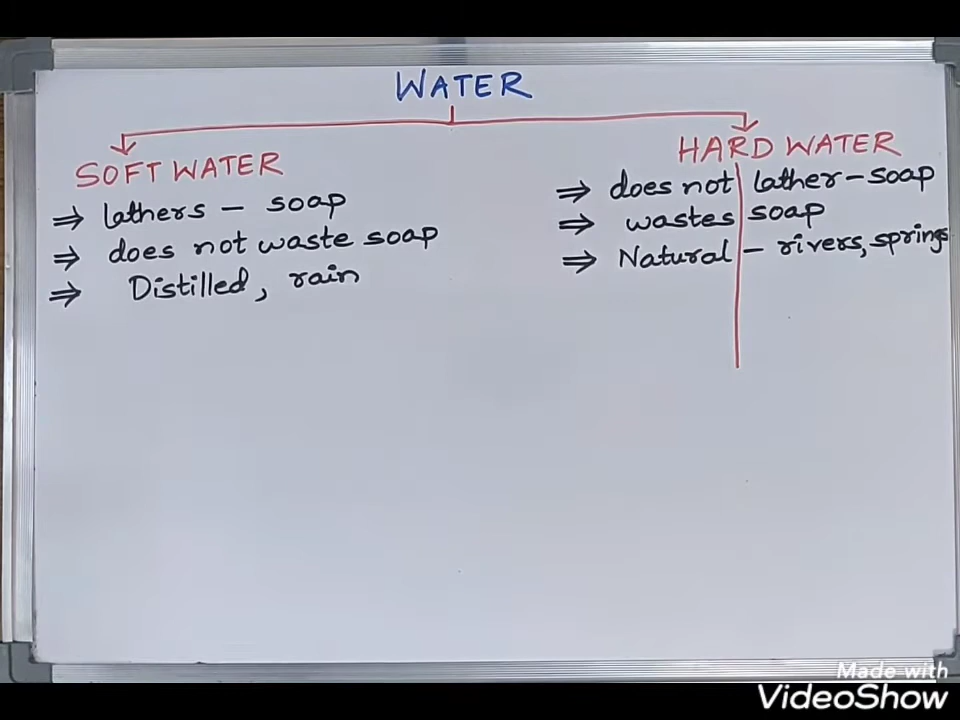 WATER
SOFT WATER
⇒ lathers - soap
⇒ does not waste soap
⇒ Distilled, rain
HARD WATER
⇒ does not lather - soap
⇒ wastes soap
⇒ Natural - rivers, springs
Made with
VideoShow